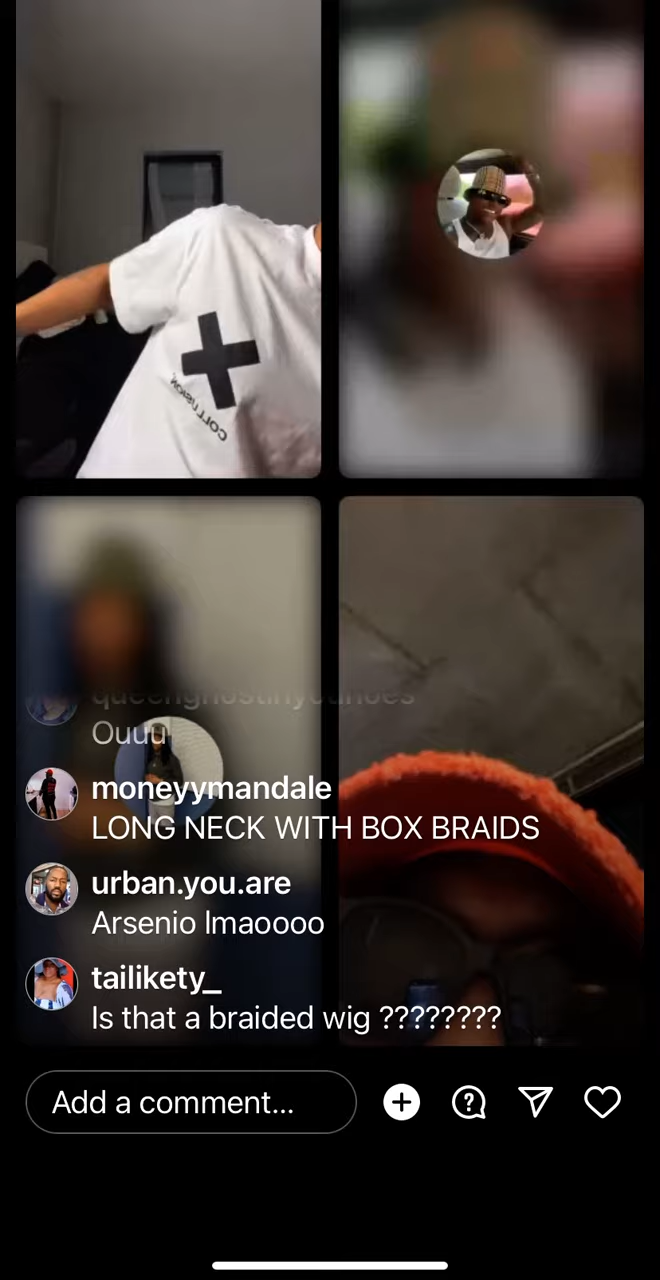 COLLISION
queenghostinyouhoes
Ouuu
moneyymandale
LONG NECK WITH BOX BRAIDS
urban.you.are
Arsenio lmaoooo
tailikety_
Is that a braided wig ????????
Add a comment...